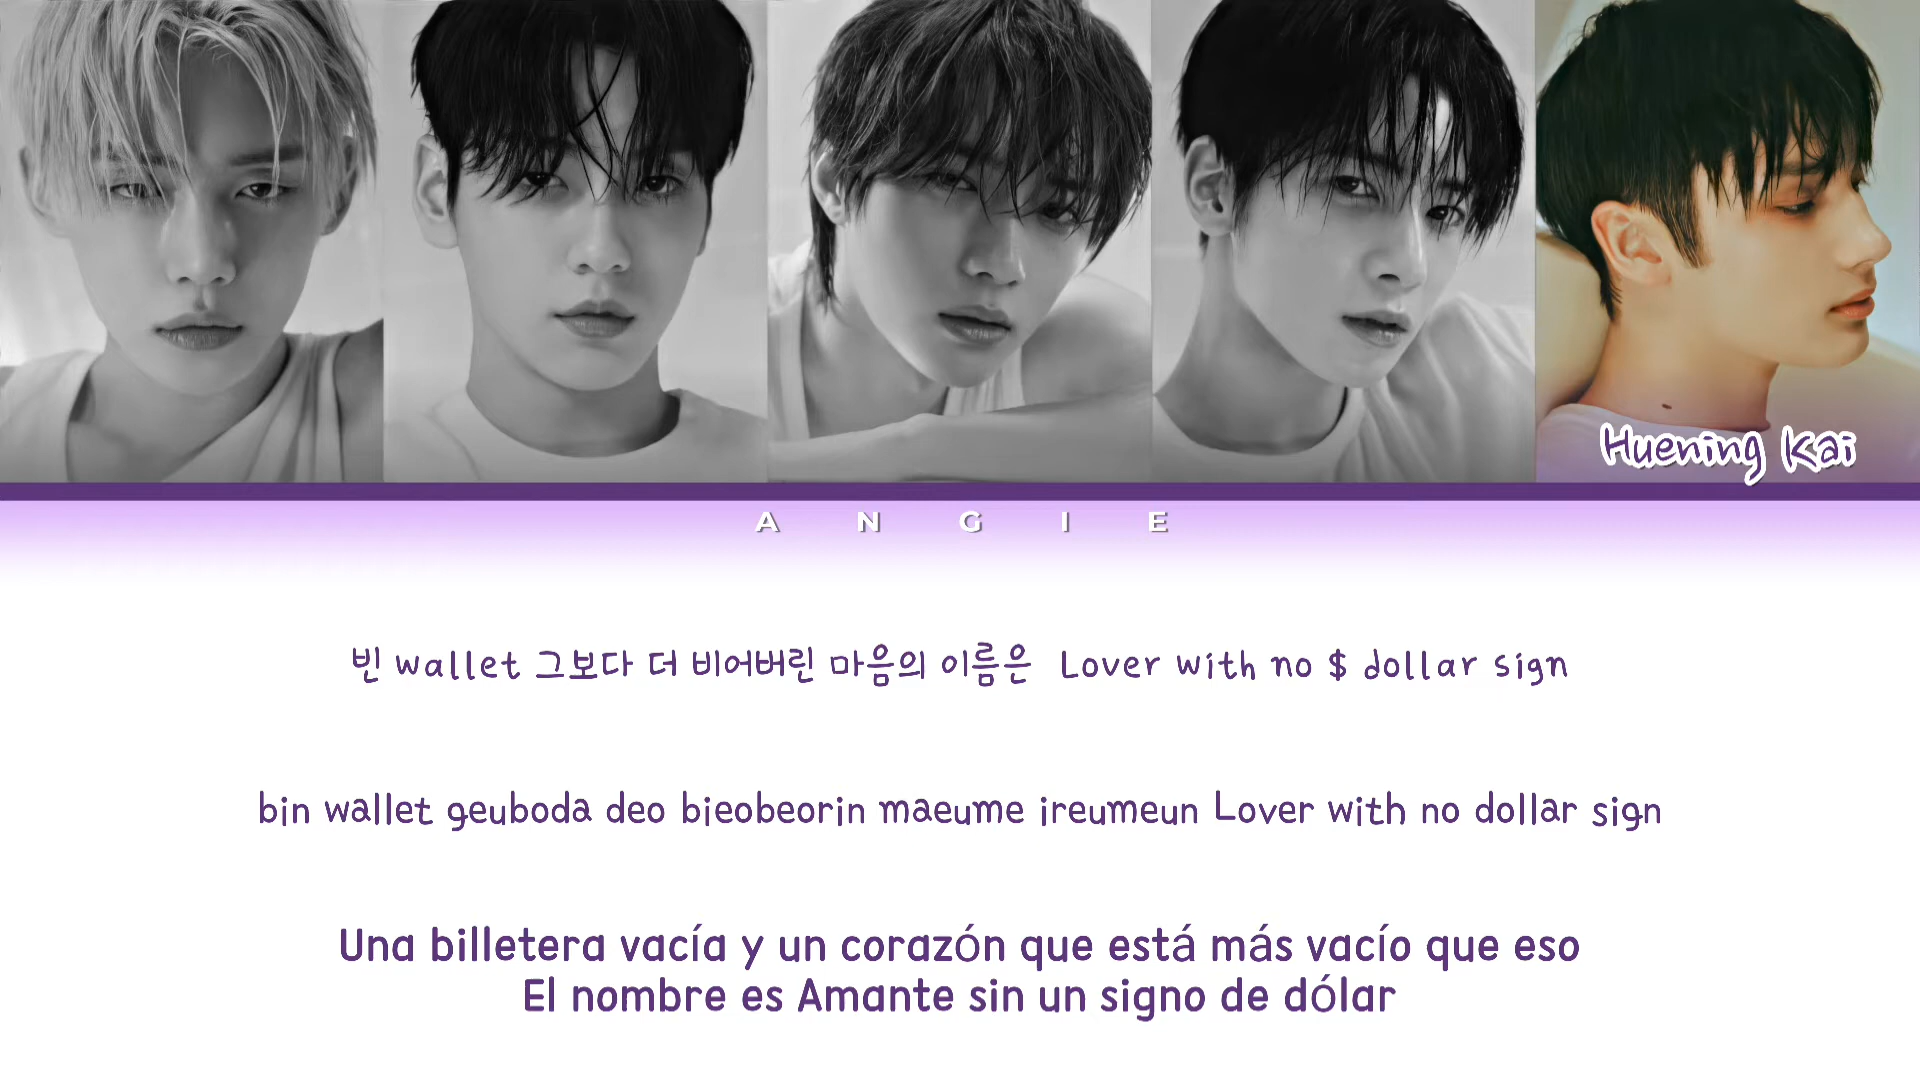 Huening Kai
A N G I E
빈 wallet 그보다 더 비어버린 마음의 이름은 Lover with no $ dollar sign
bin wallet geuboda deo bieobeorin maeume ireumeun Lover with no dollar sign
Una billetera vacía y un corazón que está más vacío que eso
El nombre es Amante sin un signo de dólar